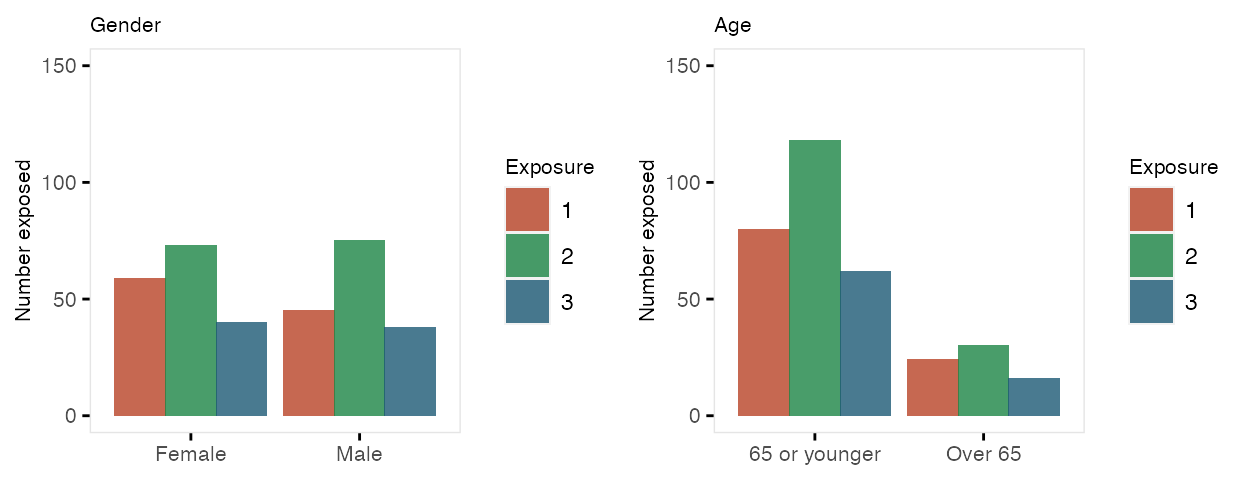 Gender
150
100
50
0
Number exposed
Female
Male
Exposure
1
2
3
Age
150
100
50
0
Number exposed
65 or younger
Over 65
Exposure
1
2
3